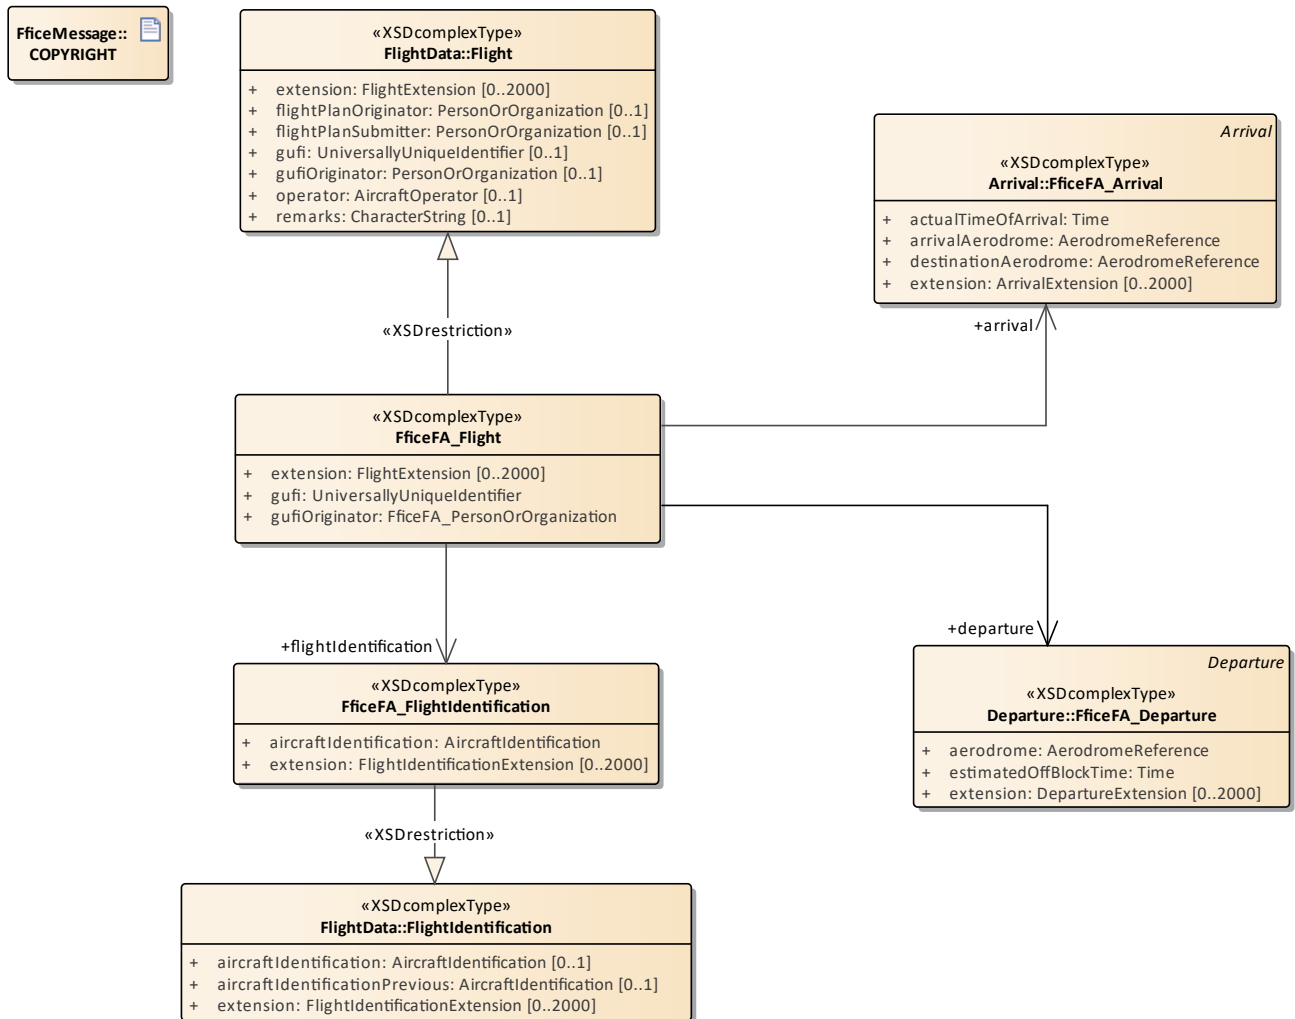 FficeMessage::
COPYRIGHT
«XSDcomplexType»
FlightData::Flight
+ extension: FlightExtension [0..2000]
+ flightPlanOriginator: PersonOrOrganization [0..1]
+ flightPlanSubmitter: PersonOrOrganization [0..1]
+ gufi: UniversallyUniqueIdentifier [0..1]
+ gufiOriginator: PersonOrOrganization [0..1]
+ operator: AircraftOperator [0..1]
+ remarks: CharacterString [0..1]
Arrival
«XSDcomplexType»
Arrival::FficeFA_Arrival
+ actualTimeOfArrival: Time
+ arrivalAerodrome: AerodromeReference
+ destinationAerodrome: AerodromeReference
+ extension: ArrivalExtension [0..2000]
«XSDrestriction»
+arrival
«XSDcomplexType»
FficeFA_Flight
+ extension: FlightExtension [0..2000]
+ gufi: UniversallyUniqueIdentifier
+ gufiOriginator: FficeFA_PersonOrOrganization
+flightIdentification
+departure
«XSDcomplexType»
FficeFA_FlightIdentification
+ aircraftIdentification: AircraftIdentification
+ extension: FlightIdentificationExtension [0..2000]
Departure
«XSDcomplexType»
Departure::FficeFA_Departure
+ aerodrome: AerodromeReference
+ estimatedOffBlockTime: Time
+ extension: DepartureExtension [0..2000]
«XSDrestriction»
«XSDcomplexType»
FlightData::FlightIdentification
+ aircraftIdentification: AircraftIdentification [0..1]
+ aircraftIdentificationPrevious: AircraftIdentification [0..1]
+ extension: FlightIdentificationExtension [0..2000]